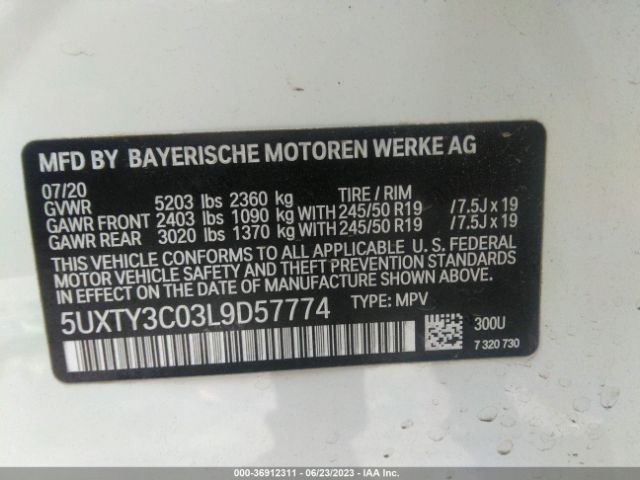 MFD BY BAYERISCHE MOTOREN WERKE AG
07/20 TIRE / RIM
GVWR 5203 lbs 2360 kg
GAWR FRONT 2403 lbs 1090 kg WITH 245/50 R19 /7.5J x 19
GAWR REAR 3020 lbs 1370 kg WITH 245/50 R19 /7.5J x 19
THIS VEHICLE CONFORMS TO ALL APPLICABLE U. S. FEDERAL
MOTOR VEHICLE SAFETY AND THEFT PREVENTION STANDARDS
IN EFFECT ON THE DATE OF MANUFACTURE SHOWN ABOVE.
5UXTY3C03L9D57774 TYPE: MPV
300U
7 320 730
000-36912311 - 06/23/2023 - IAA Inc.